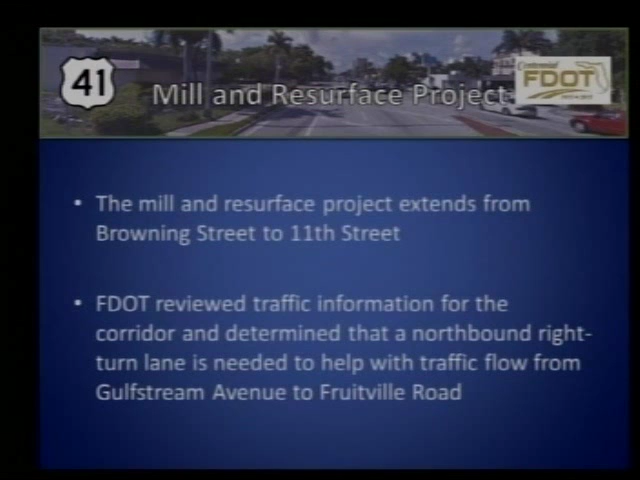 41
Mill and Resurface Project
Centennial
FDOT
• The mill and resurface project extends from
Browning Street to 11th Street
• FDOT reviewed traffic information for the
corridor and determined that a northbound right-
turn lane is needed to help with traffic flow from
Gulfstream Avenue to Fruitville Road